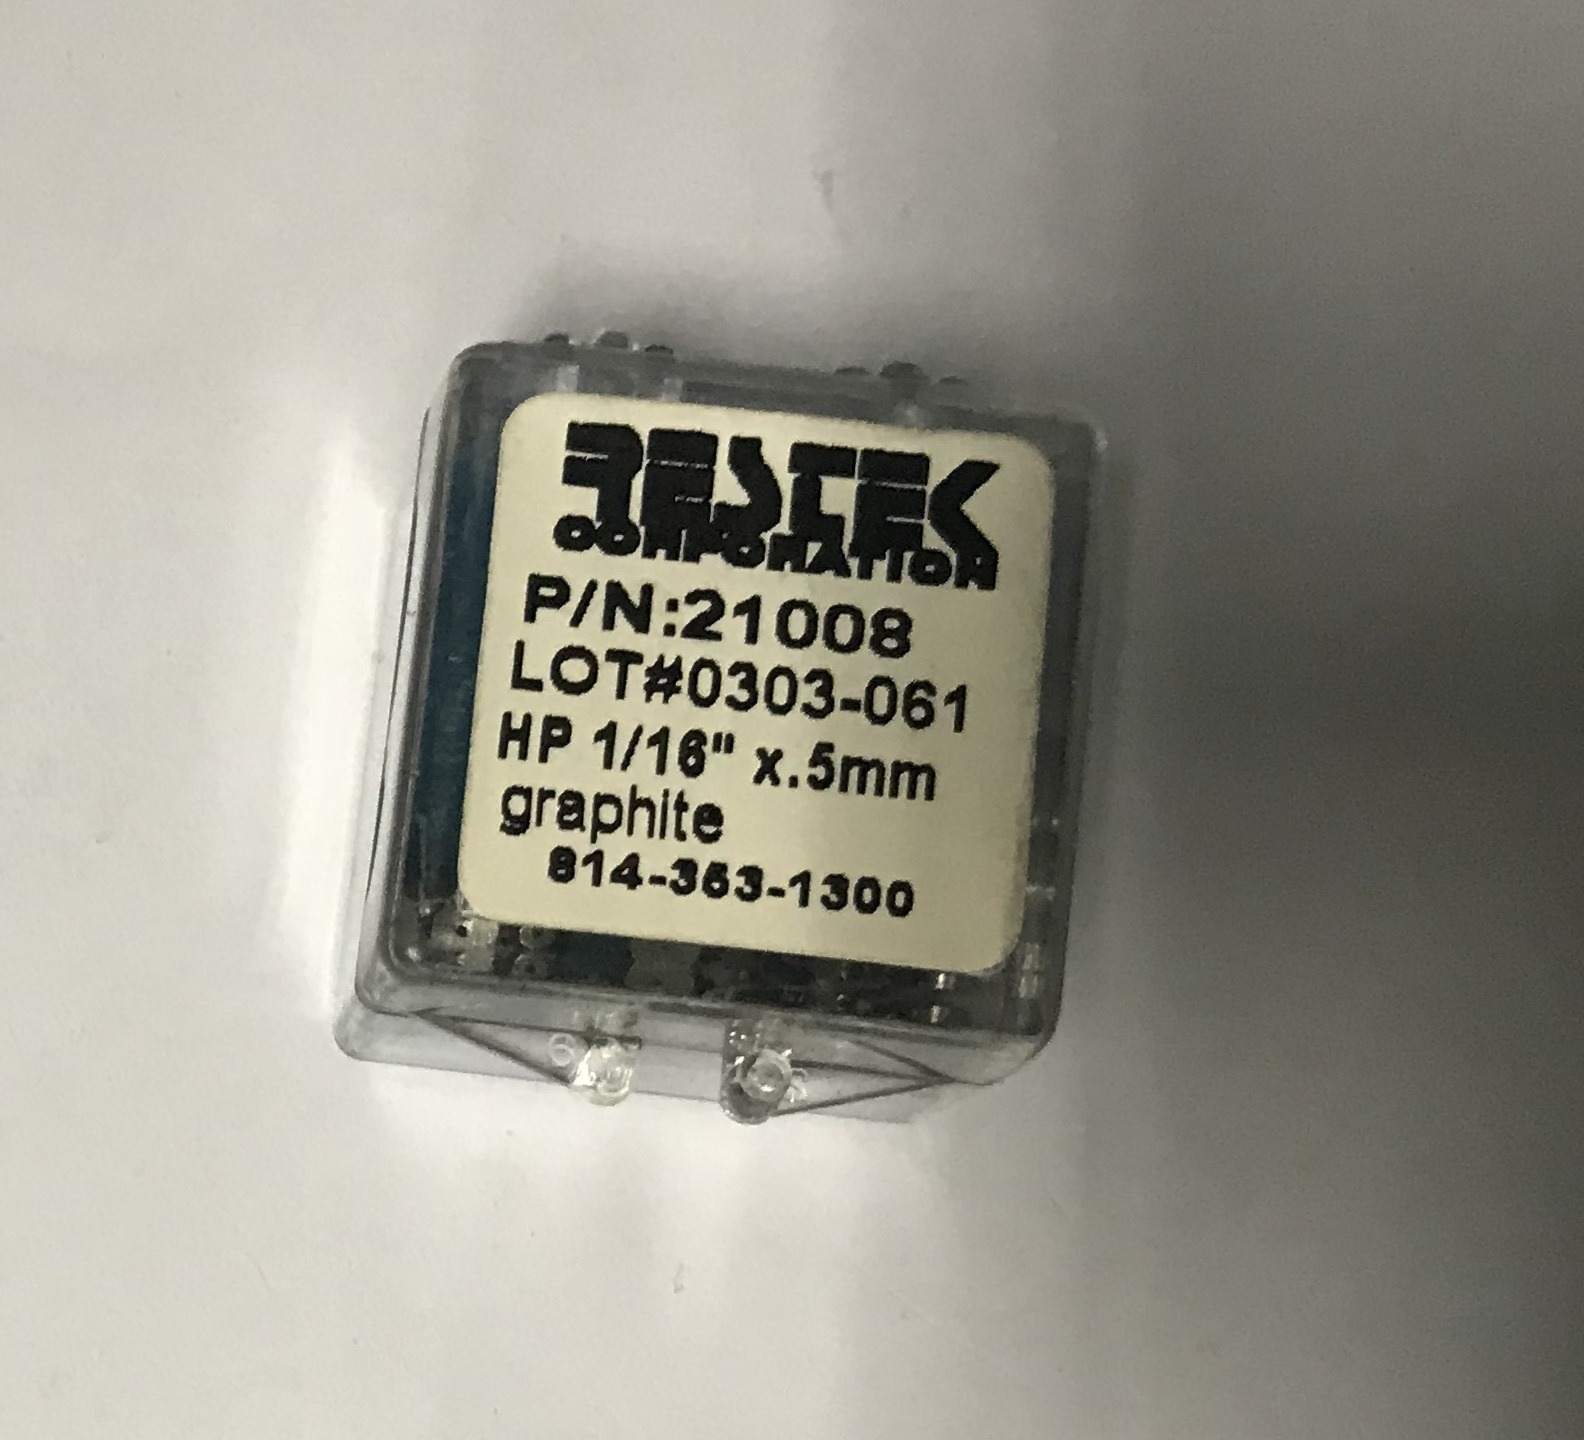 RESTEK
CORPORATION
P/N:21008
LOT#0303-061
HP 1/16" x.5mm
graphite
814-353-1300